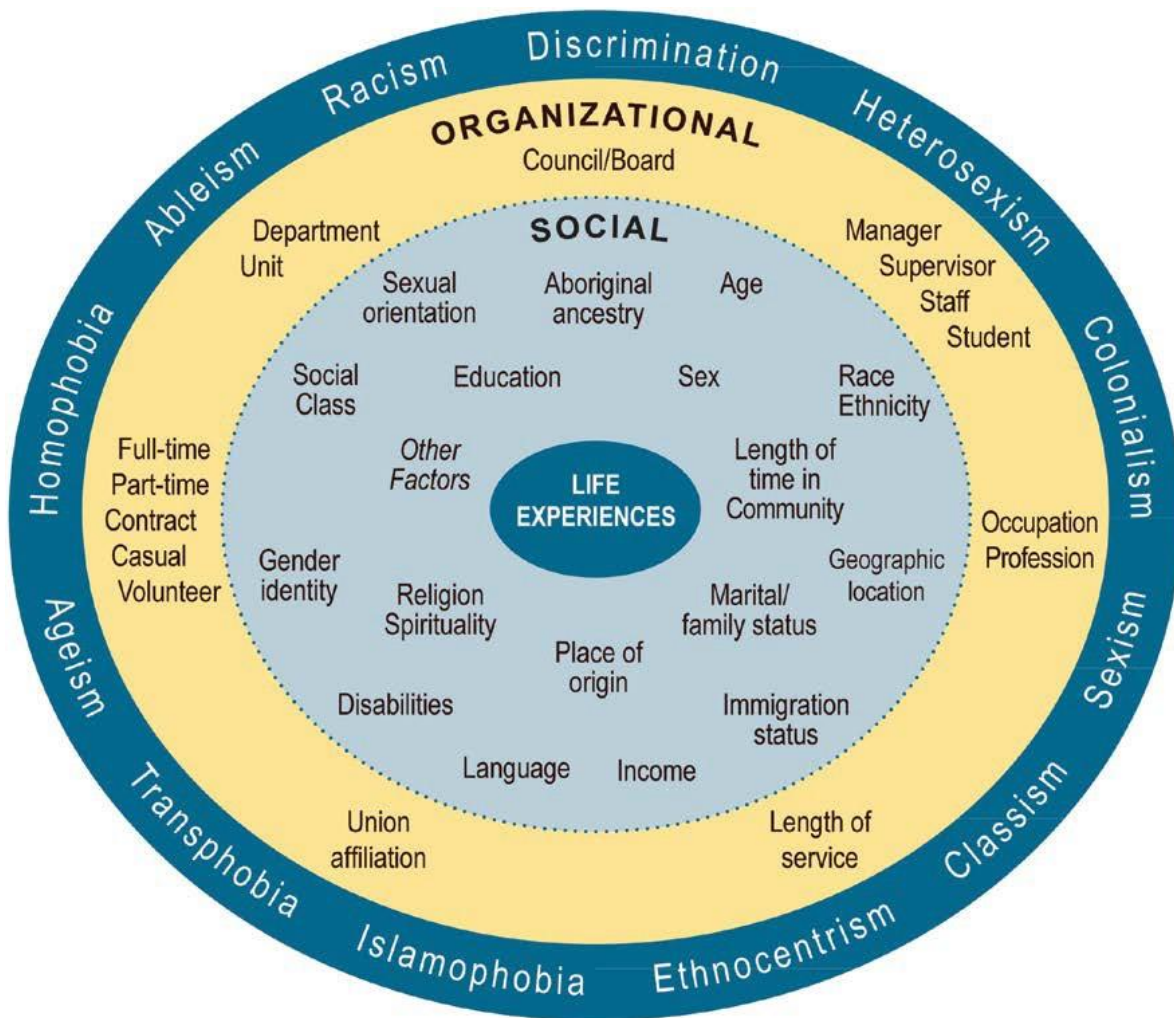 Discrimination
Racism
Heterosexism
Ableism
Colonialism
Homophobia
Sexism
Ageism
Classism
Transphobia
Ethnocentrism
Islamophobia
ORGANIZATIONAL
Council/Board
Department
Unit
Manager
Supervisor
Staff
Student
Full-time
Part-time
Contract
Casual
Volunteer
Occupation
Profession
Union
affiliation
Length of
service
SOCIAL
Sexual
orientation
Aboriginal
ancestry
Age
Social
Class
Education
Sex
Race
Ethnicity
Other
Factors
LIFE
EXPERIENCES
Length of
time in
Community
Gender
identity
Religion
Spirituality
Marital/
family status
Geographic
location
Place of
origin
Disabilities
Immigration
status
Language
Income